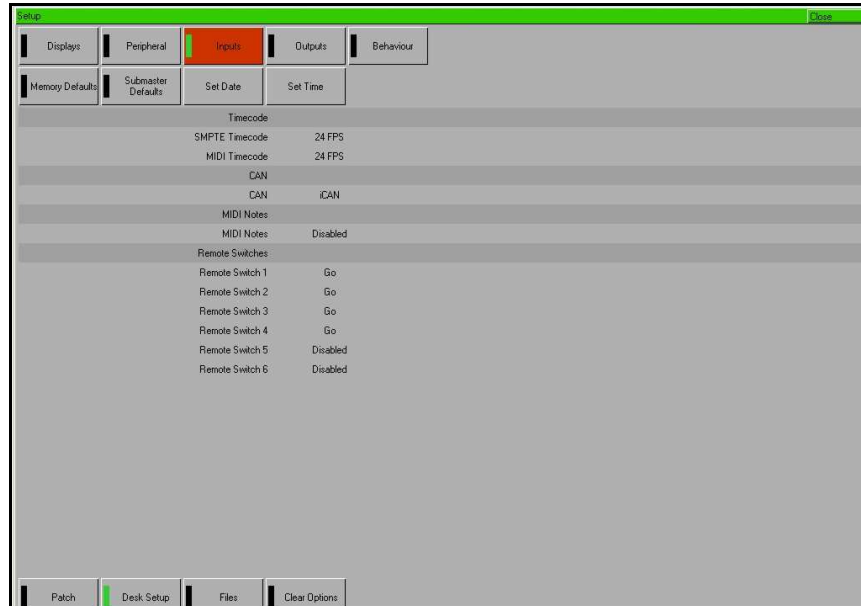 Setup Close
Displays Peripheral Inputs Outputs Behaviour
Memory Defaults Submaster Defaults Set Date Set Time
Timecode
SMPTE Timecode 24 FPS
MIDI Timecode 24 FPS
CAN
CAN iCAN
MIDI Notes
MIDI Notes Disabled
Remote Switches
Remote Switch 1 Go
Remote Switch 2 Go
Remote Switch 3 Go
Remote Switch 4 Go
Remote Switch 5 Disabled
Remote Switch 6 Disabled
Patch Desk Setup Files Clear Options